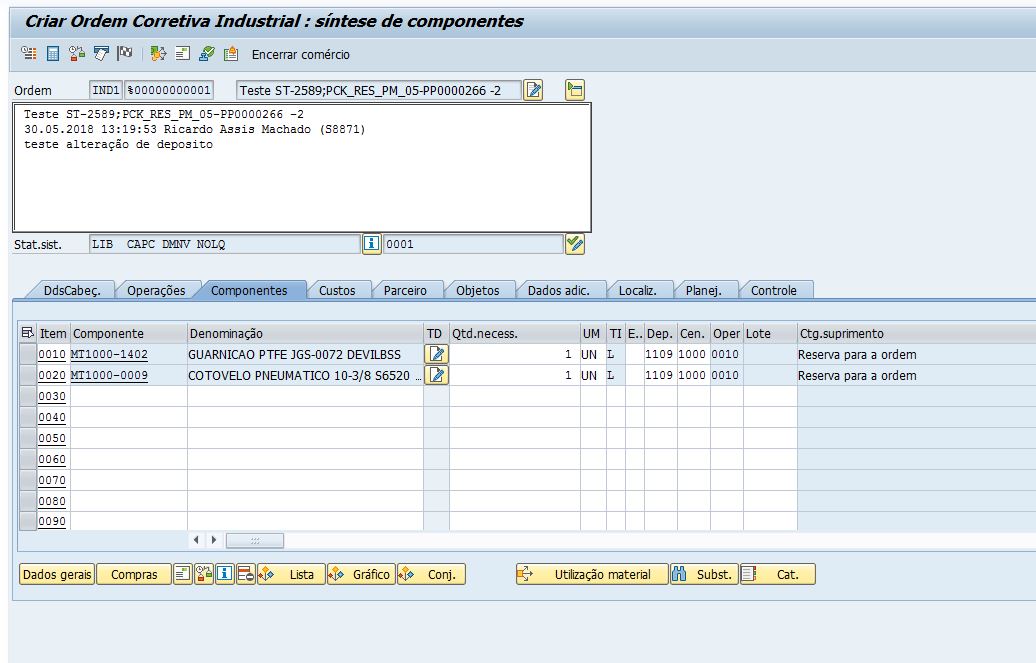 Criar Ordem Corretiva Industrial : síntese de componentes
Encerrar comércio
Ordem IND1 %00000000001 Teste ST-2589;PCK_RES_PM_05-PP0000266 -2
Teste ST-2589;PCK_RES_PM_05-PP0000266 -2
30.05.2018 13:19:53 Ricardo Assis Machado (S8871)
teste alteração de deposito
Stat.sist. LIB CAPC DMNV NOLQ 0001
DdsCabeç. Operações Componentes Custos Parceiro Objetos Dados adic. Localiz. Planej. Controle
Item Componente Denominação TD Qtd.necess. UM TI E.. Dep. Cen. Oper Lote Ctg.suprimento
0010 MT1000-1402 GUARNICAO PTFE JGS-0072 DEVILBSS 1 UN L 1109 1000 0010 Reserva para a ordem
0020 MT1000-0009 COTOVELO PNEUMATICO 10-3/8 S6520 ... 1 UN L 1109 1000 0010 Reserva para a ordem
0030
0040
0050
0060
0070
0080
0090
Dados gerais Compras Lista Gráfico Conj. Utilização material Subst. Cat.